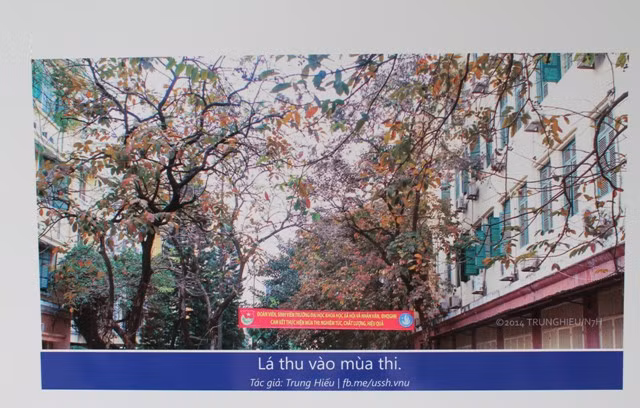 ĐOÀN VIÊN, SINH VIÊN TRƯỜNG ĐẠI HỌC KHOA HỌC XÃ HỘI VÀ NHÂN VĂN, ĐHQGHN
CAM KẾT THỰC HIỆN MÙA THI NGHIÊM TÚC, CHẤT LƯỢNG, HIỆU QUẢ
©2014 TRUNGHIEU/N7H
Lá thu vào mùa thi.
Tác giả: Trung Hiếu | fb.me/ussh.vnu